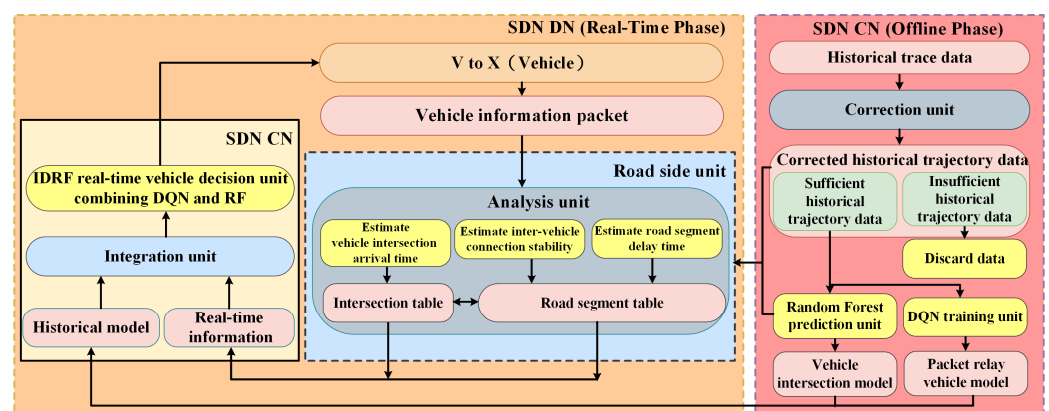 SDN DN (Real-Time Phase)
V to X（Vehicle）
Vehicle information packet
SDN CN
IDRF real-time vehicle decision unit
combining DQN and RF
Integration unit
Historical model
Real-time
information
Road side unit
Analysis unit
Estimate
vehicle intersection
arrival time
Estimate inter-vehicle
connection stability
Estimate road segment
delay time
Intersection table
Road segment table
SDN CN (Offline Phase)
Historical trace data
Correction unit
Corrected historical trajectory data
Sufficient
historical
trajectory data
Insufficient
historical
trajectory data
Discard data
Random Forest
prediction unit
DQN training unit
Vehicle
intersection model
Packet relay
vehicle model